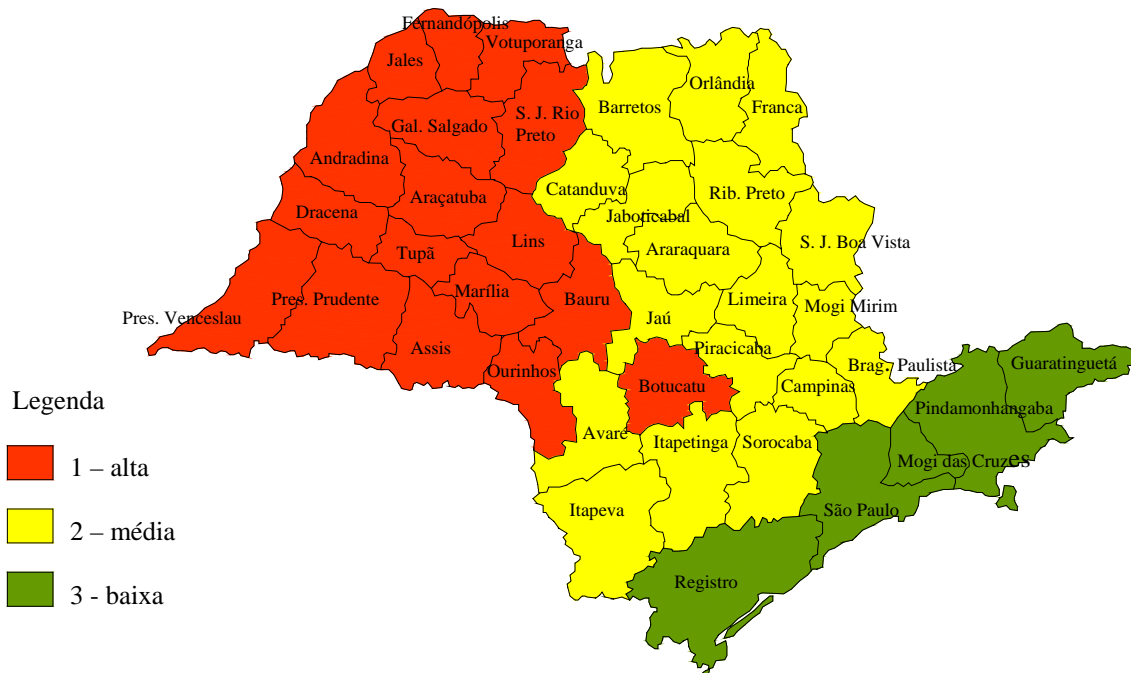 Fernandópolis
Votuporanga
Jales
Orlândia
Barretos
Franca
S. J. Rio
Preto
Gal. Salgado
Andradina
Catanduva
Rib. Preto
Araçatuba
Dracena
Jaboticabal
Lins
Araraquara
S. J. Boa Vista
Tupã
Marília
Pres. Prudente
Bauru
Limeira
Mogi Mirim
Pres. Venceslau
Jaú
Assis
Piracicaba
Ourinhos
Brag. Paulista
Guaratinguetá
Botucatu
Campinas
Legenda
Pindamonhangaba
Avaré
Itapetinga
Sorocaba
Mogi das Cruzes
1 – alta
Itapeva
São Paulo
2 – média
Registro
3 - baixa